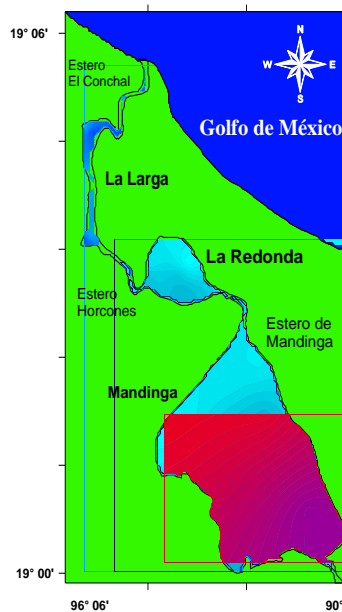 19° 06'
N
W E
S
Estero
El Conchal
Golfo de México
La Larga
La Redonda
Estero
Horcones
Estero de
Mandinga
Mandinga
19° 00'
96° 06'
90°